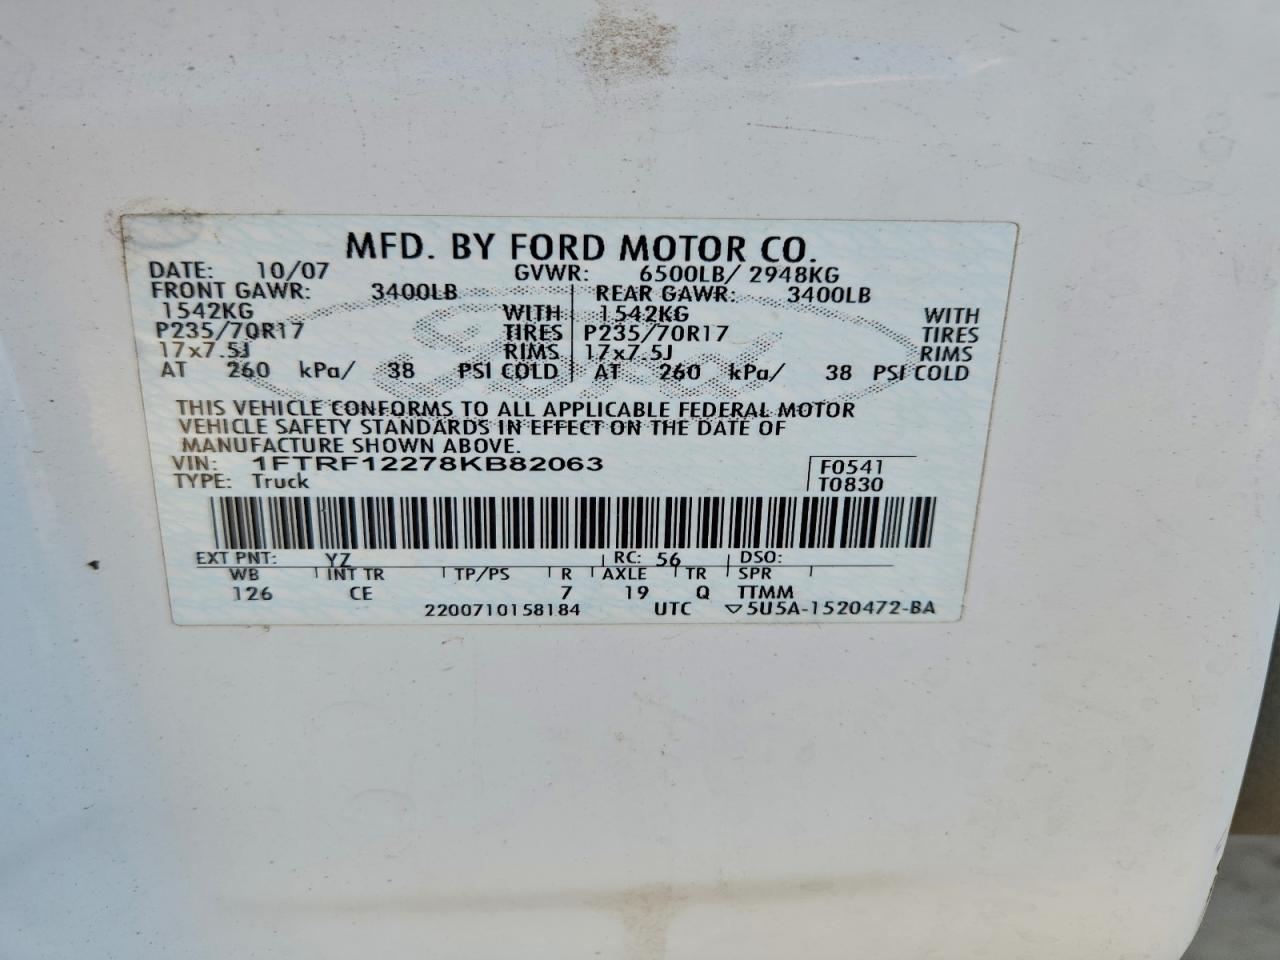 MFD. BY FORD MOTOR CO.
DATE: 10/07 GVWR: 6500LB/ 2948KG
FRONT GAWR: 3400LB REAR GAWR: 3400LB
1542KG WITH 1542KG WITH
P235/70R17 TIRES P235/70R17 TIRES
17x7.5J RIMS 17x7.5J RIMS
AT 260 kPa/ 38 PSI COLD AT 260 kPa/ 38 PSI COLD
THIS VEHICLE CONFORMS TO ALL APPLICABLE FEDERAL MOTOR
VEHICLE SAFETY STANDARDS IN EFFECT ON THE DATE OF
MANUFACTURE SHOWN ABOVE.
VIN: 1FTRF12278KB82063 F0541
TYPE: Truck T0830
EXT PNT: YZ RC: 56 DSO:
WB INT TR TP/PS R AXLE TR SPR
126 CE 7 19 Q TTMM
2200710158184 UTC ▽5U5A-1520472-BA